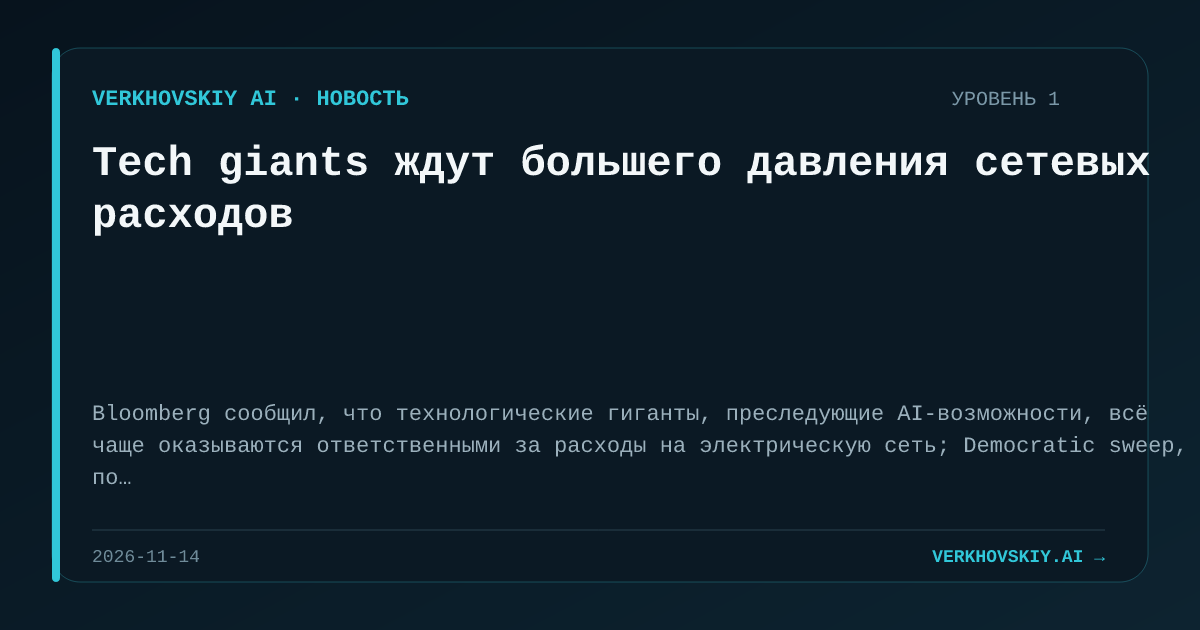 VERKHOVSKIY AI · НОВОСТЬ
УРОВЕНЬ 1
Tech giants ждут большего давления сетевых
расходов
Bloomberg сообщил, что технологические гиганты, преследующие AI-возможности, всё
чаще оказываются ответственными за расходы на электрическую сеть; Democratic sweep,
по…
2026-11-14
VERKHOVSKIY.AI →